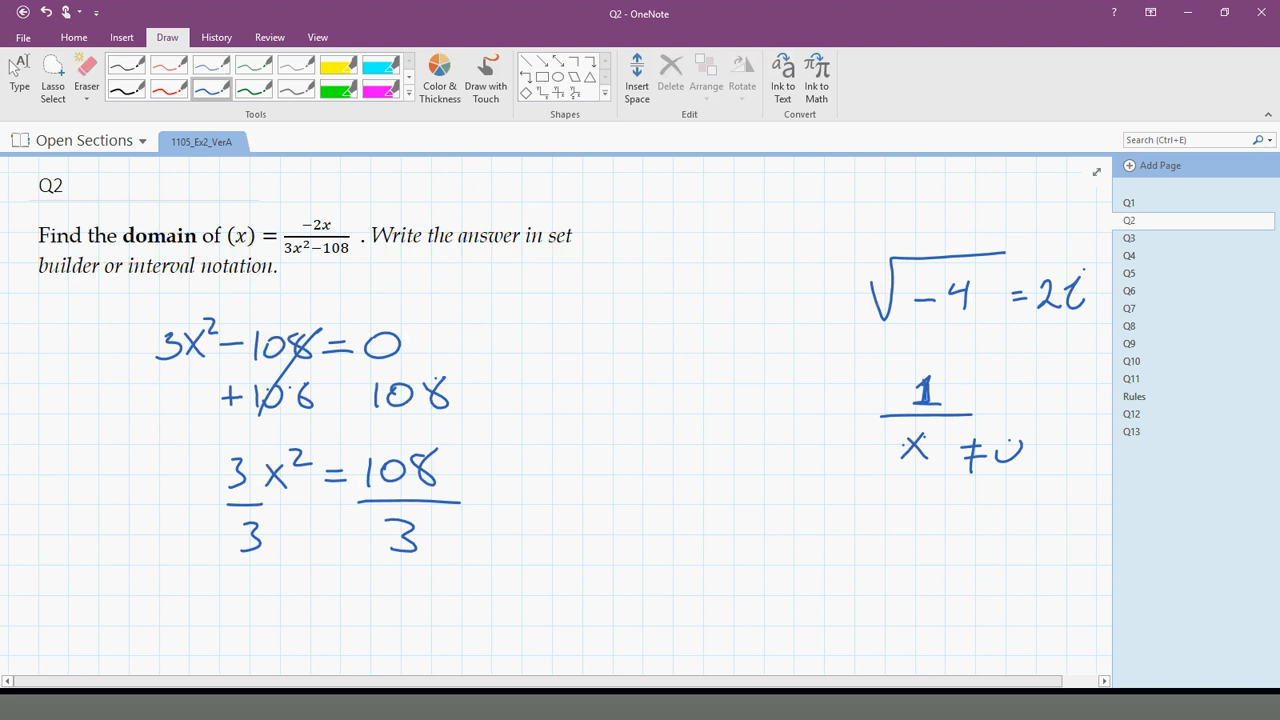 Q2 - OneNote
File Home Insert Draw History Review View
Type
Lasso Select
Eraser
Color & Thickness
Draw with Touch
Insert Space
Delete
Arrange
Rotate
Ink to Text
Ink to Math
Tools
Shapes
Edit
Convert
Open Sections
1105_Ex2_VerA
Search (Ctrl+E)
Add Page
Q1
Q2
Q3
Q4
Q5
Q6
Q7
Q8
Q9
Q10
Q11
Rules
Q12
Q13
Q2
Find the domain of (x) = −2x / 3x²−108 . Write the answer in set
builder or interval notation.
3x² − 108 = 0
+ 108 108
3x² = 108
3 3
√−4 = 2i
1
x ≠ 0